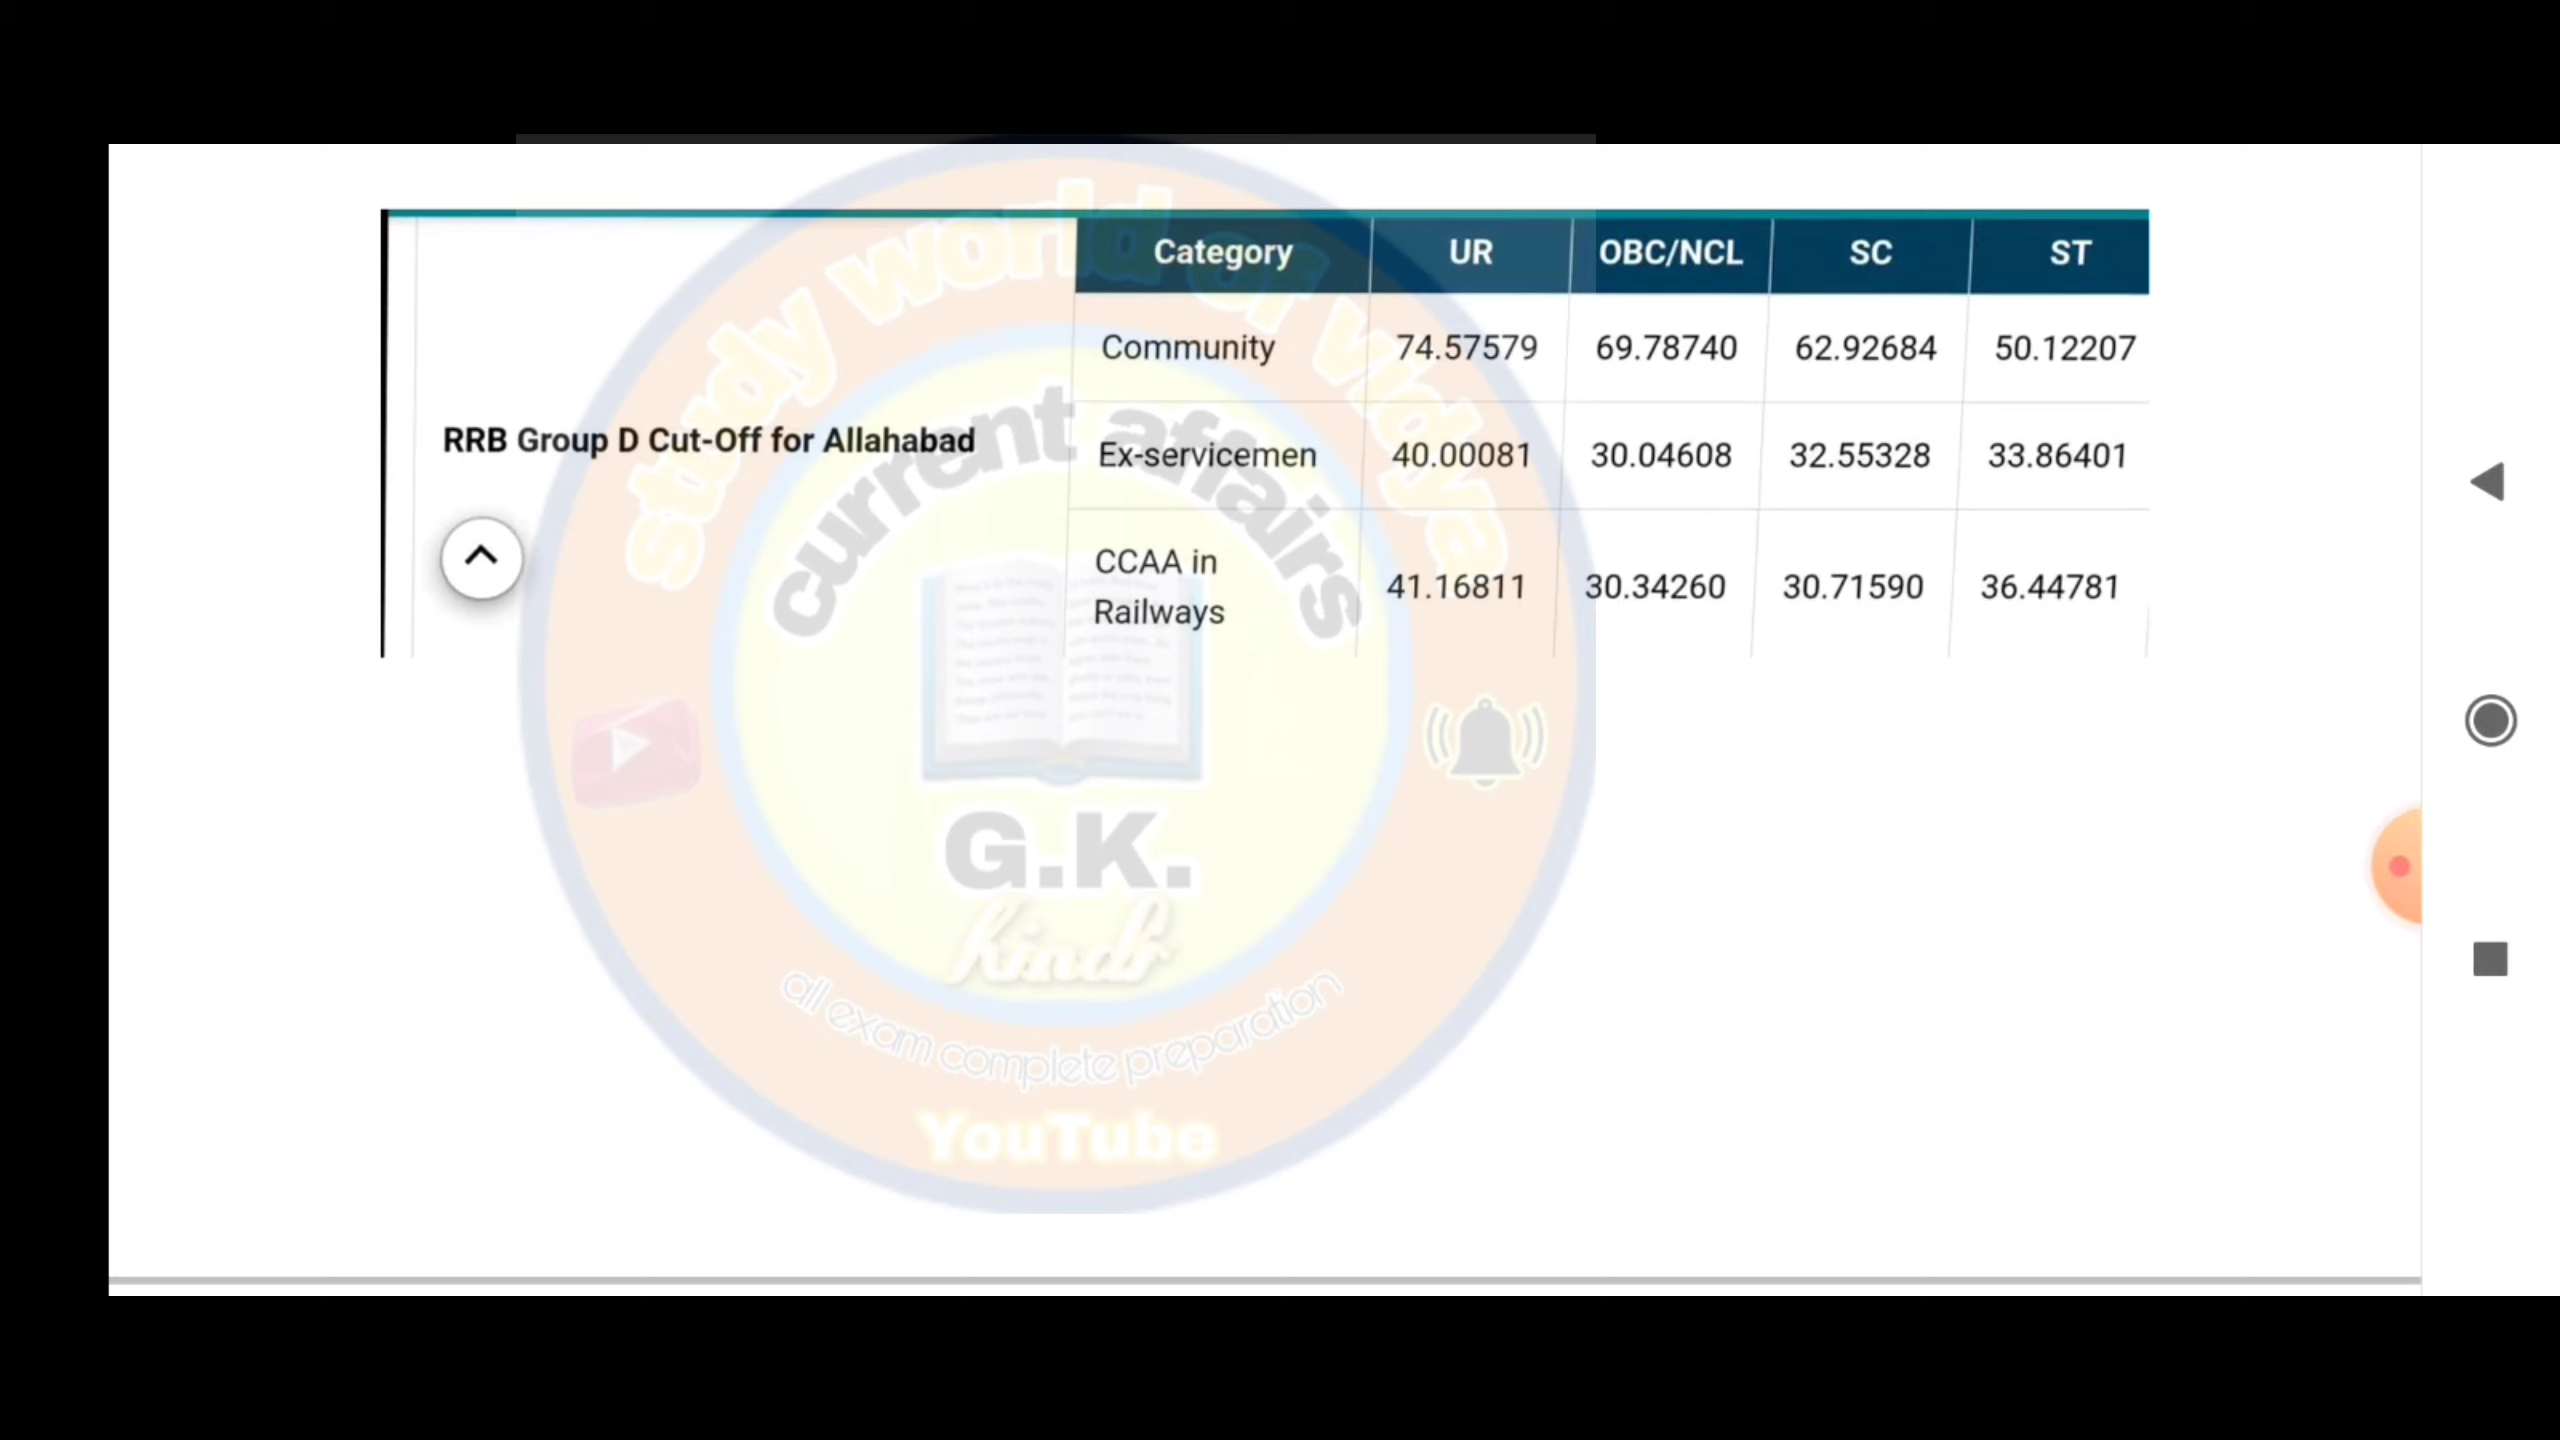 Category UR OBC/NCL SC ST
Community 74.57579 69.78740 62.92684 50.12207
RRB Group D Cut-Off for Allahabad
Ex-servicemen 40.00081 30.04608 32.55328 33.86401
CCAA in
Railways
41.16811 30.34260 30.71590 36.44781
study world of vidya
current affairs
G.K.
hindi
all exam complete preparation
YouTube